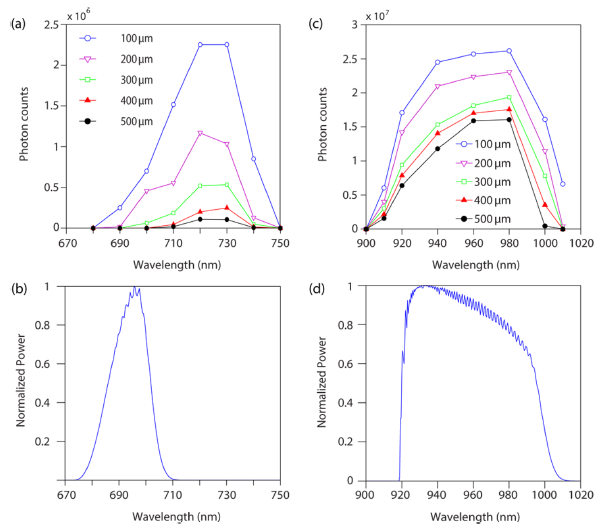 (a)
x 10⁶
2.5
2
1.5
1
0.5
0
Photon counts
100 μm
200 μm
300 μm
400 μm
500 μm
670 690 710 730 750
Wavelength (nm)
(c)
x 10⁷
3
2.5
2
1.5
1
0.5
0
Photon counts
100 μm
200 μm
300 μm
400 μm
500 μm
900 920 940 960 980 1000 1020
Wavelength (nm)
(b)
1
0.8
0.6
0.4
0.2
Normalized Power
670 690 710 730 750
Wavelength (nm)
(d)
1
0.8
0.6
0.4
0.2
0
Normalized Power
900 920 940 960 980 1000 1020
Wavelength (nm)